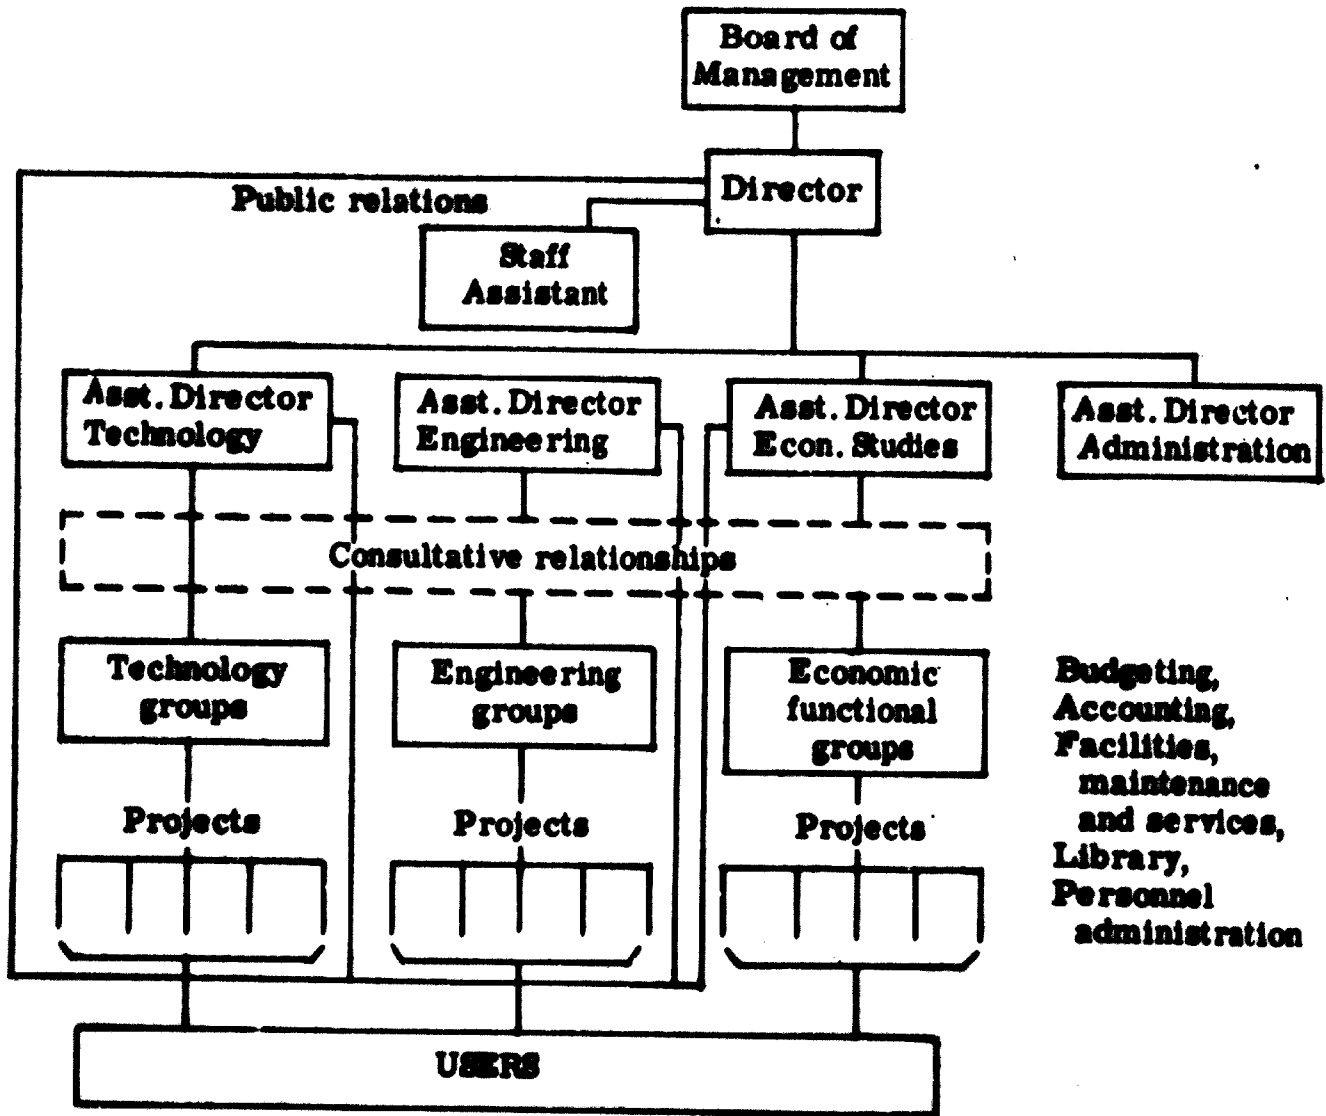 Board of
Management
Director
Public relations
Staff
Assistant
Asst. Director
Technology
Asst. Director
Engineering
Asst. Director
Econ. Studies
Asst. Director
Administration
Consultative relationships
Technology
groups
Engineering
groups
Economic
functional
groups
Budgeting,
Accounting,
Facilities,
maintenance
and services,
Library,
Personnel
administration
Projects
Projects
Projects
USERS